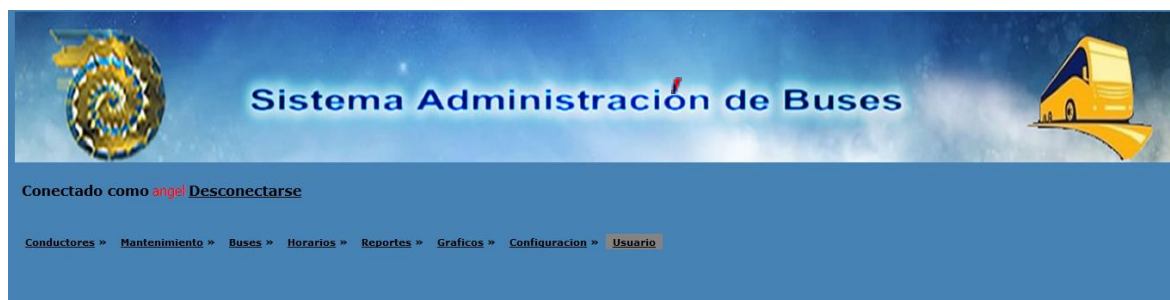 Sistema Administración de Buses
Conectado como angel Desconectarse
Conductores » Mantenimiento » Buses » Horarios » Reportes » Graficos » Configuracion » Usuario